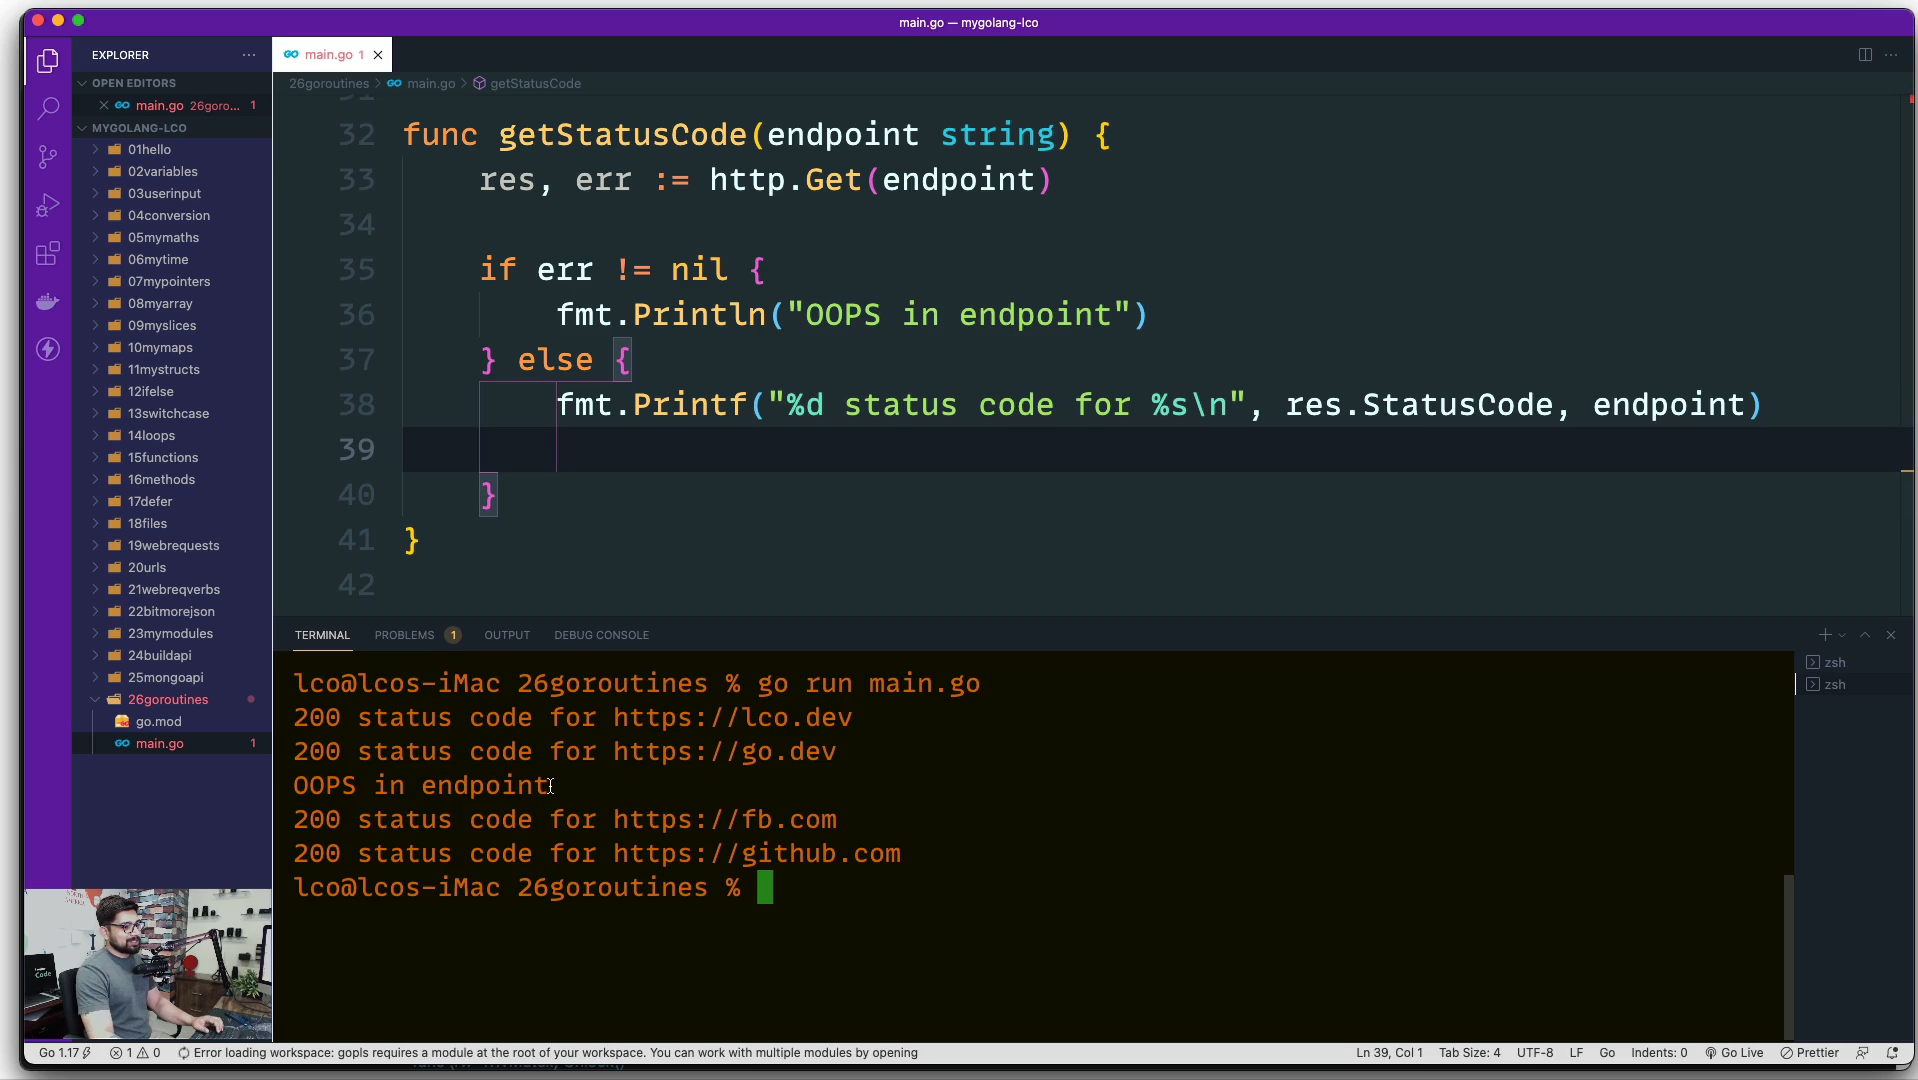 main.go — mygolang-lco
EXPLORER
OPEN EDITORS
main.go 26goro... 1
MYGOLANG-LCO
01hello
02variables
03userinput
04conversion
05mymaths
06mytime
07mypointers
08myarray
09myslices
10mymaps
11mystructs
12ifelse
13switchcase
14loops
15functions
16methods
17defer
18files
19webrequests
20urls
21webreqverbs
22bitmorejson
23mymodules
24buildapi
25mongoapi
26goroutines
go.mod
main.go 1
main.go 1
26goroutines > main.go > getStatusCode
31
32 func getStatusCode(endpoint string) {
33 res, err := http.Get(endpoint)
34
35 if err != nil {
36 fmt.Println("OOPS in endpoint")
37 } else {
38 fmt.Printf("%d status code for %s\n", res.StatusCode, endpoint)
39
40 }
41 }
42
TERMINAL PROBLEMS 1 OUTPUT DEBUG CONSOLE
lco@lcos-iMac 26goroutines % go run main.go
200 status code for https://lco.dev
200 status code for https://go.dev
OOPS in endpoint
200 status code for https://fb.com
200 status code for https://github.com
lco@lcos-iMac 26goroutines %
zsh
zsh
Go 1.17 1 0 Error loading workspace: gopls requires a module at the root of your workspace. You can work with multiple modules by opening
Ln 39, Col 1 Tab Size: 4 UTF-8 LF Go Indents: 0 Go Live Prettier